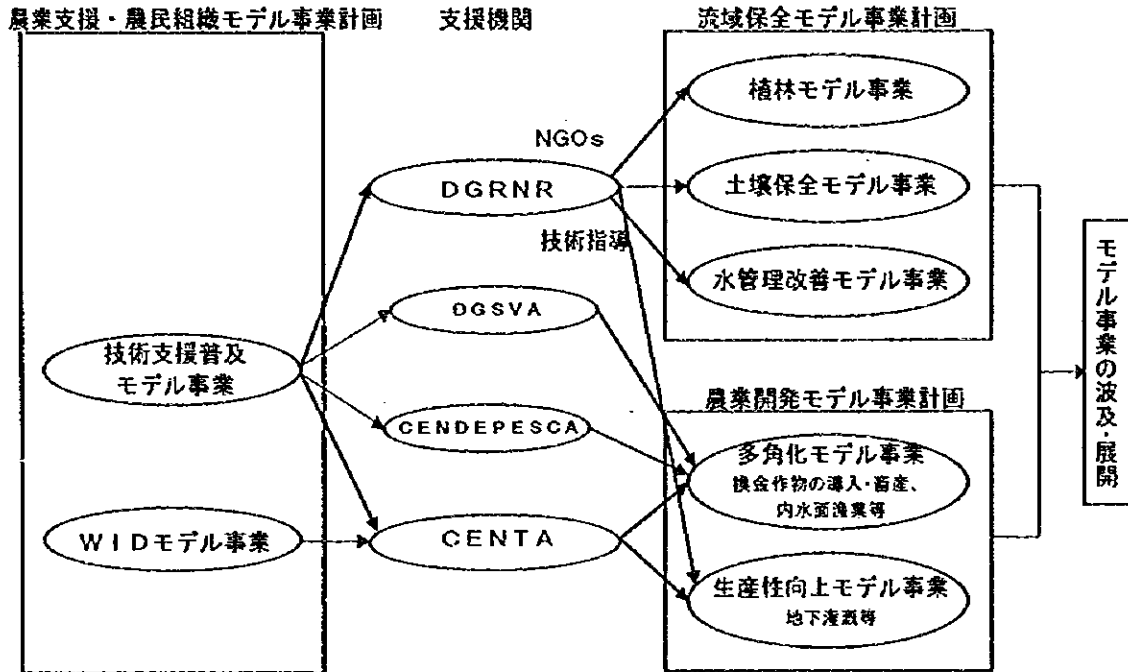 農業支援・農民組織モデル事業計画
支援機関
流域保全モデル事業計画
植林モデル事業
NGOs
DGRNR
土壌保全モデル事業
技術指導
水管理改善モデル事業
DGSVA
技術支援普及
モデル事業
農業開発モデル事業計画
CENDEPESCA
多角化モデル事業
換金作物の導入・畜産、
内水面漁業等
WIDモデル事業
CENTA
生産性向上モデル事業
地下灌漑等
モデル事業の波及・展開